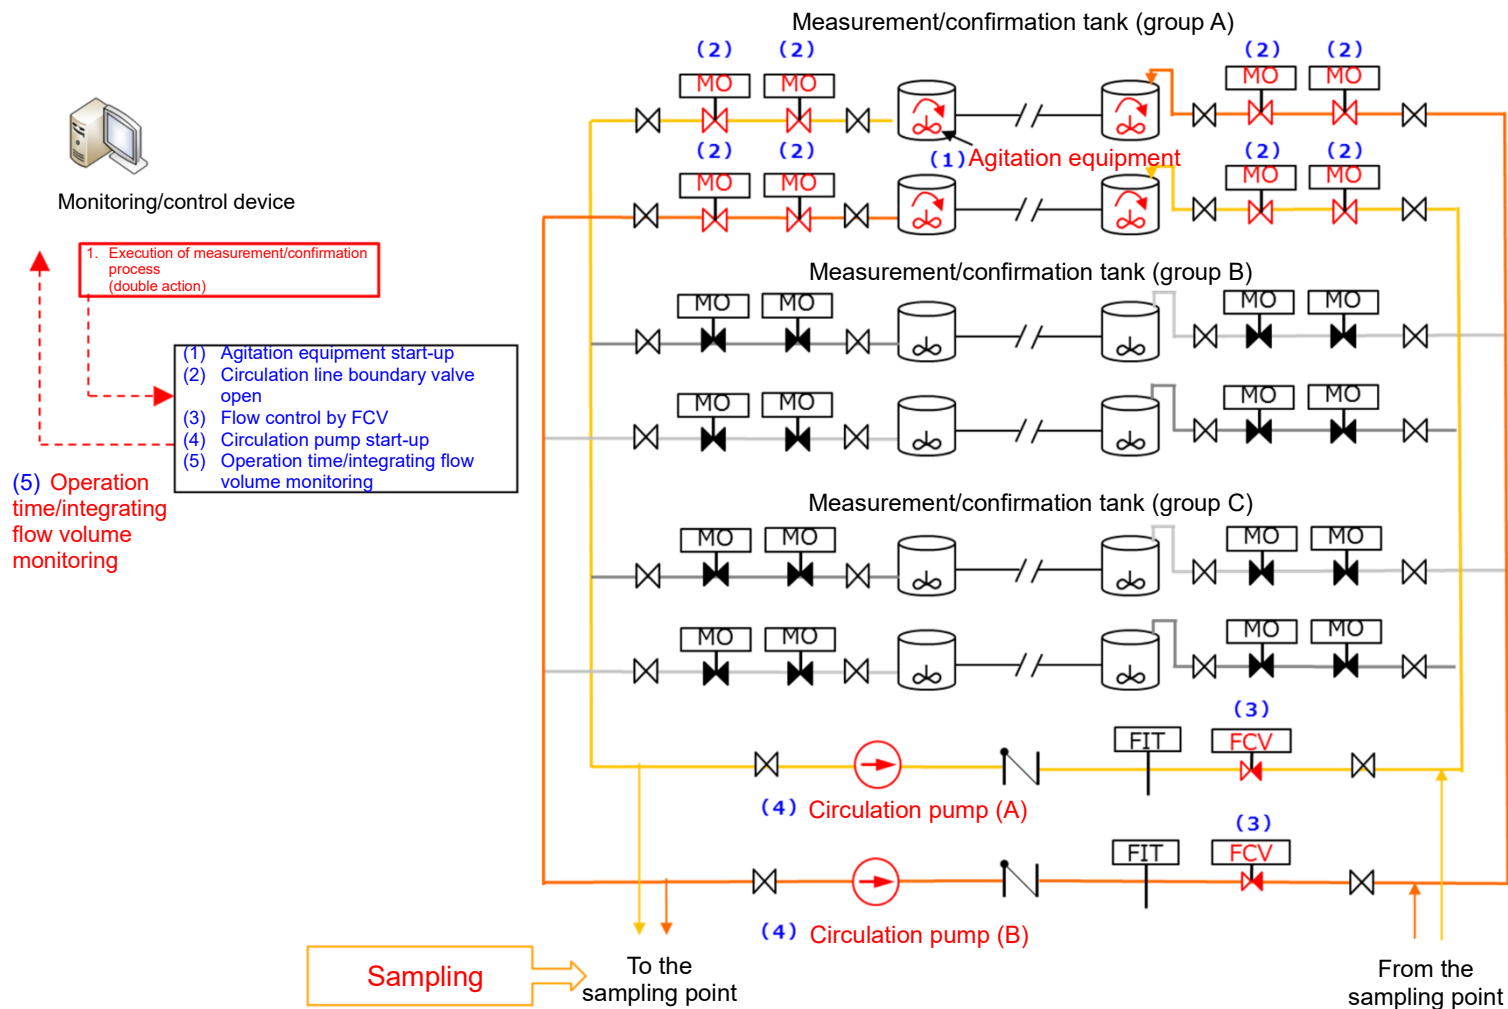 Measurement/confirmation tank (group A)
(2) (2) (2) (2)
MO MO MO MO
(1) Agitation equipment
(2) (2) (2) (2)
MO MO MO MO
Monitoring/control device
1. Execution of measurement/confirmation
process
(double action)
(1) Agitation equipment start-up
(2) Circulation line boundary valve
open
(3) Flow control by FCV
(4) Circulation pump start-up
(5) Operation time/integrating flow
volume monitoring
(5) Operation
time/integrating
flow volume
monitoring
Measurement/confirmation tank (group B)
MO MO MO MO
MO MO MO MO
Measurement/confirmation tank (group C)
MO MO MO MO
MO MO MO MO
(3)
FIT FCV
(4) Circulation pump (A)
(3)
FIT FCV
(4) Circulation pump (B)
Sampling
To the
sampling point
From the
sampling point